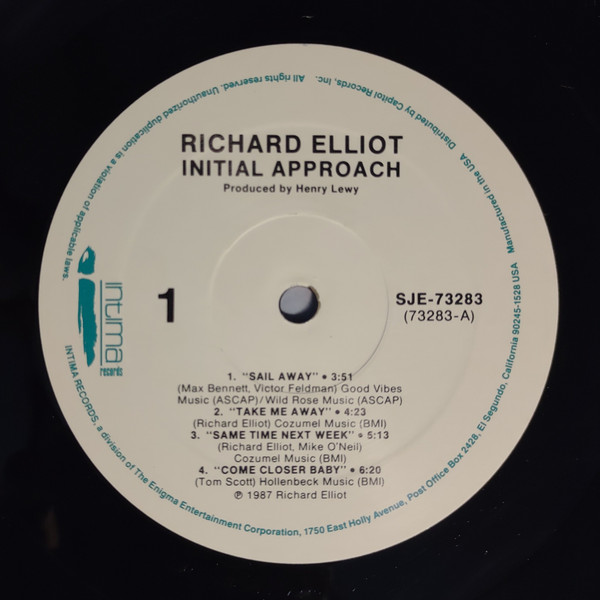 RICHARD ELLIOT
INITIAL APPROACH
Produced by Henry Lewy
1
SJE-73283
(73283-A)
intima
records
1. "SAIL AWAY" • 3:51
(Max Bennett, Victor Feldman) Good Vibes
Music (ASCAP)/Wild Rose Music (ASCAP)
2. "TAKE ME AWAY" • 4:23
(Richard Elliot) Cozumel Music (BMI)
3. "SAME TIME NEXT WEEK" • 5:13
(Richard Elliot, Mike O'Neil)
Cozumel Music (BMI)
4. "COME CLOSER BABY" • 6:20
(Tom Scott) Hollenbeck Music (BMI)
℗ 1987 Richard Elliot
INTIMA RECORDS, a division of The Enigma Entertainment Corporation, 1750 East Holly Avenue, Post Office Box 2428, El Segundo, California 90245-1528 USA
Manufactured in the USA Distributed by Capitol Records, Inc. All rights reserved. Unauthorized duplication is a violation of applicable laws.